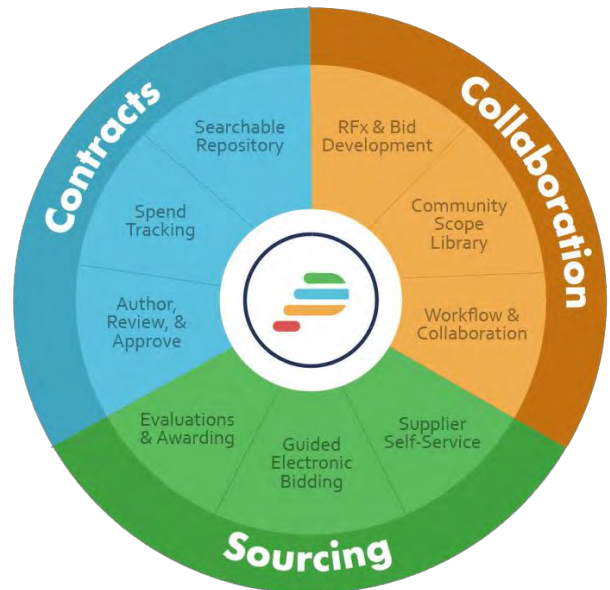 Contracts
Searchable
Repository
Spend
Tracking
Author,
Review, &
Approve
Collaboration
RFx & Bid
Development
Community
Scope
Library
Workflow &
Collaboration
Sourcing
Supplier
Self-Service
Guided
Electronic
Bidding
Evaluations
& Awarding